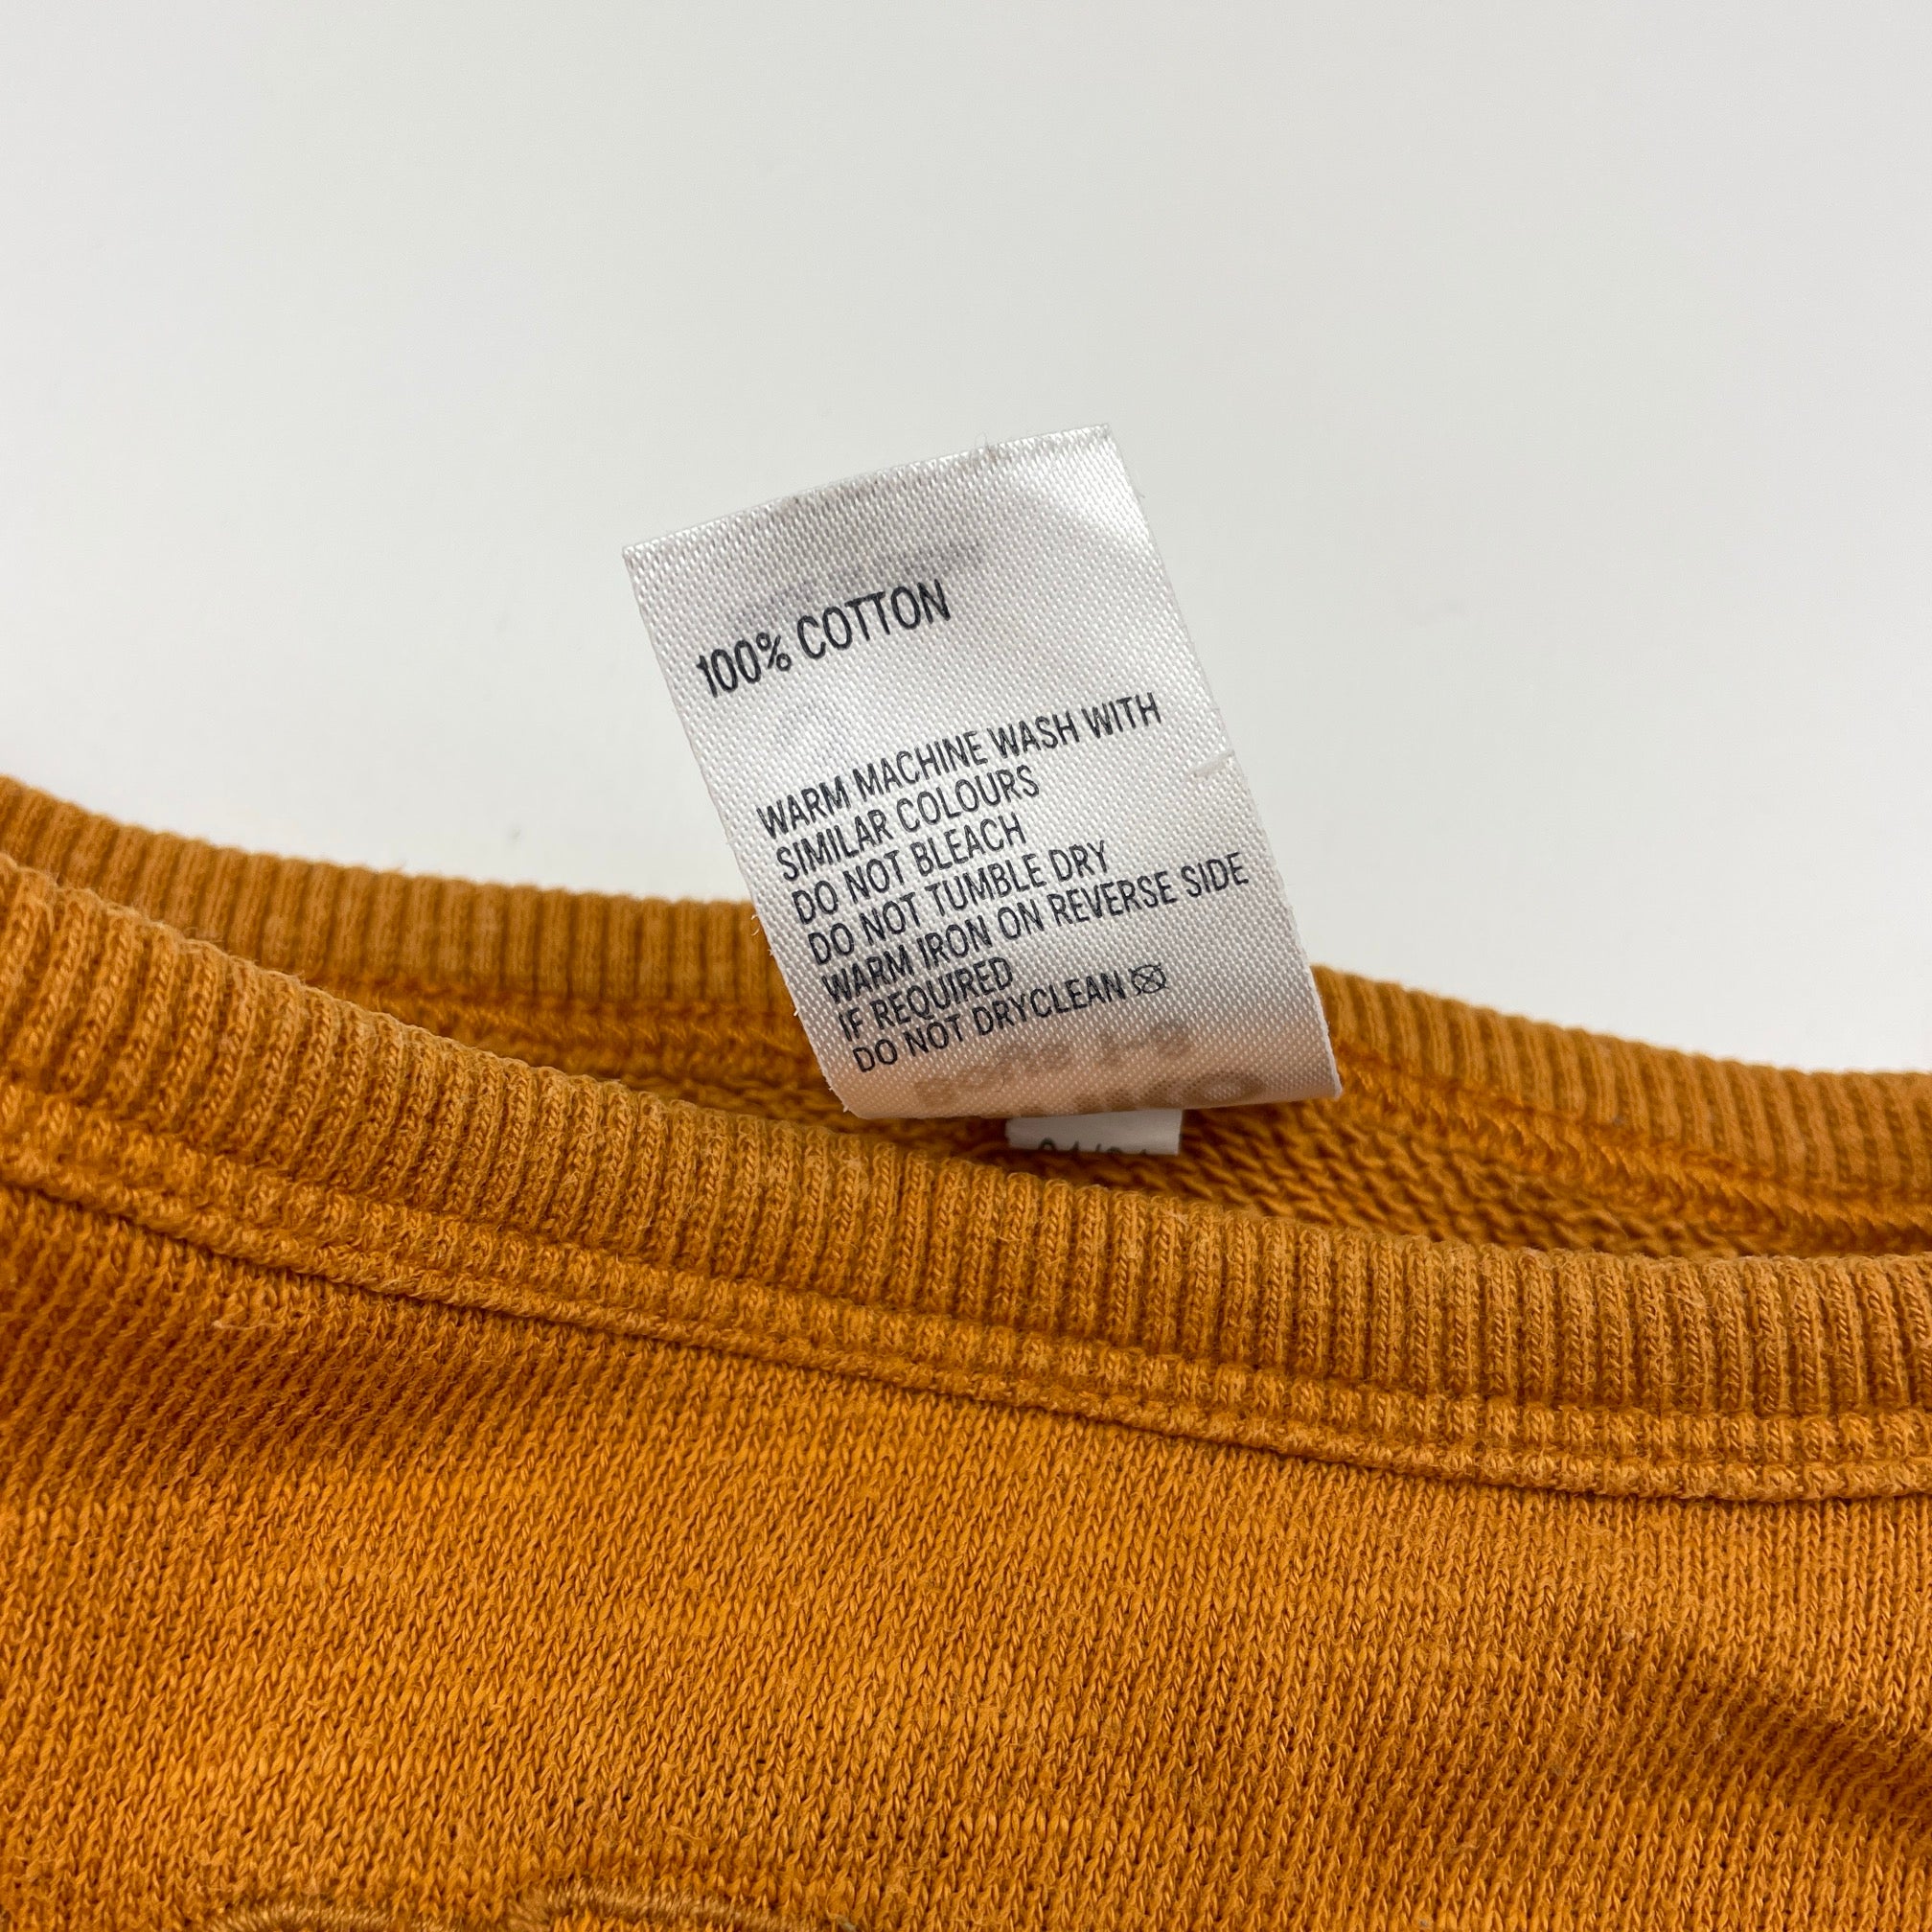 100% COTTON
WARM MACHINE WASH WITH
SIMILAR COLOURS
DO NOT BLEACH
DO NOT TUMBLE DRY
WARM IRON ON REVERSE SIDE
IF REQUIRED
DO NOT DRYCLEAN